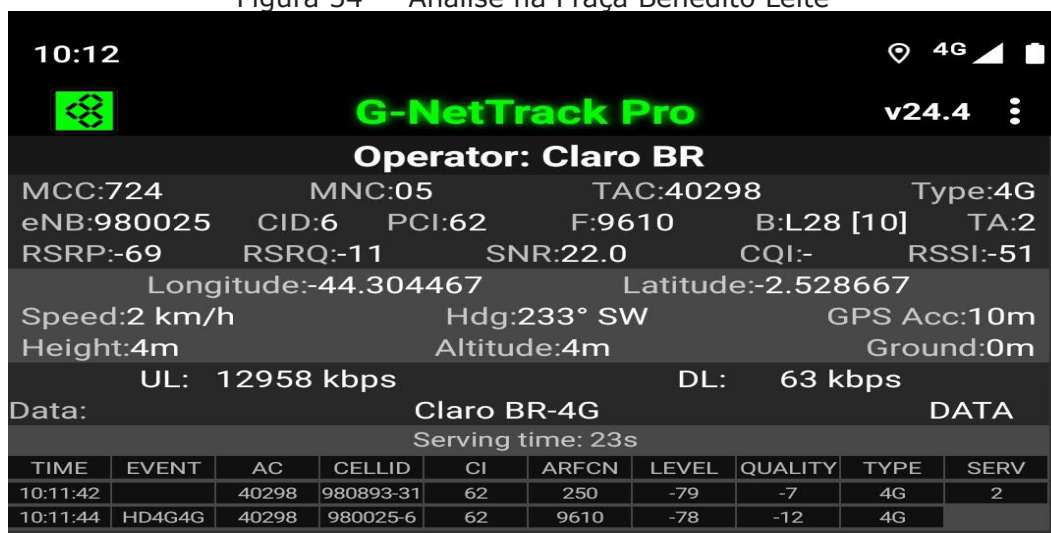 Figura 34 — Análise na Praça Benedito Leite
10:12 4G
G-NetTrack Pro v24.4
Operator: Claro BR
MCC:724 MNC:05 TAC:40298 Type:4G
eNB:980025 CID:6 PCI:62 F:9610 B:L28 [10] TA:2
RSRP:-69 RSRQ:-11 SNR:22.0 CQI:- RSSI:-51
Longitude:-44.304467 Latitude:-2.528667
Speed:2 km/h Hdg:233° SW GPS Acc:10m
Height:4m Altitude:4m Ground:0m
UL: 12958 kbps DL: 63 kbps
Data: Claro BR-4G DATA
Serving time: 23s
TIME EVENT AC CELLID CI ARFCN LEVEL QUALITY TYPE SERV
10:11:42 40298 980893-31 62 250 -79 -7 4G 2
10:11:44 HD4G4G 40298 980025-6 62 9610 -78 -12 4G